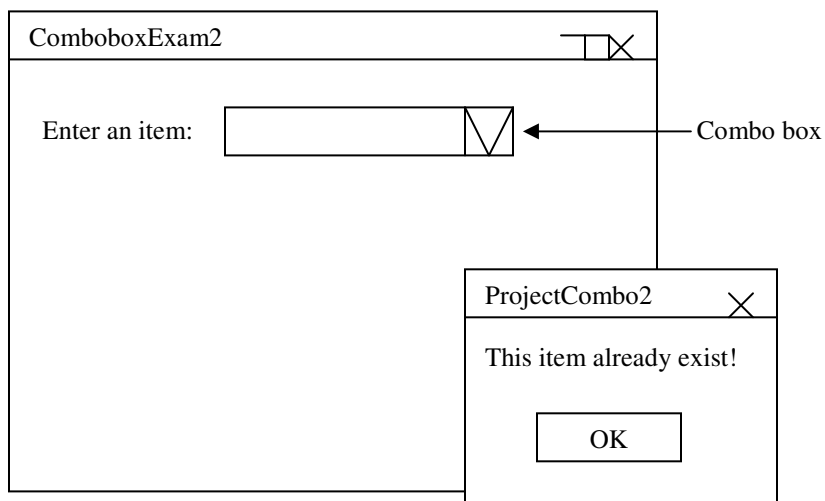 ComboboxExam2
Enter an item:
Combo box
ProjectCombo2
This item already exist!
OK